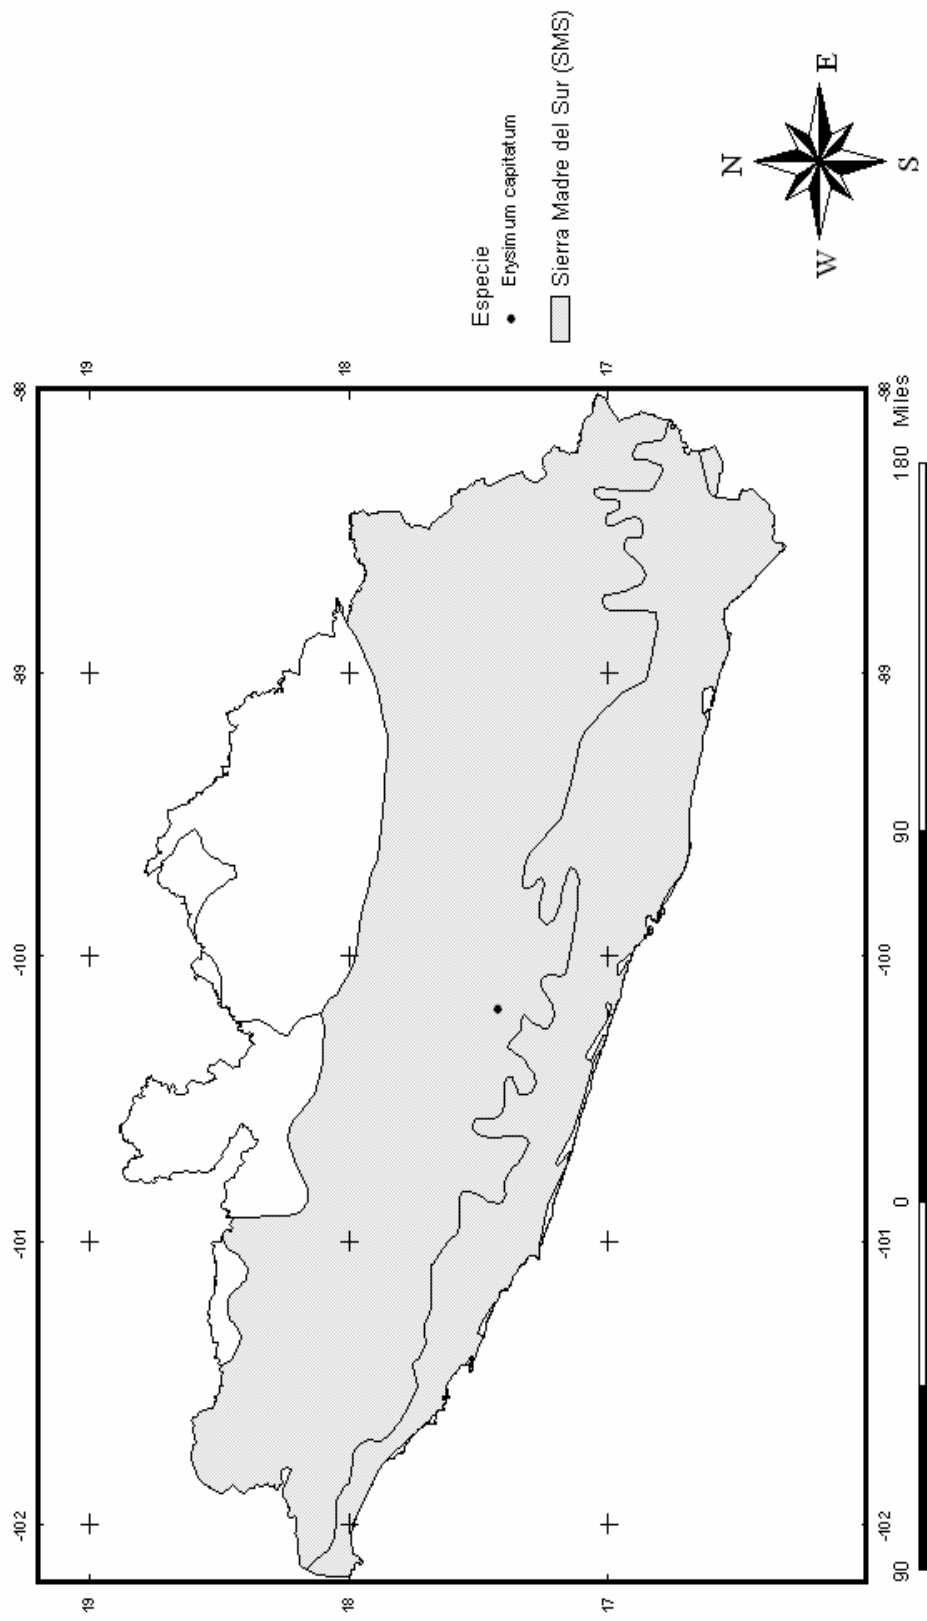 -102 -101 -100 -99 -98
19 19
18 18
17 17
-102 -101 -100 -99 -98
90 0 90 180 Miles
Especie
Erysimum capitatum
Sierra Madre del Sur (SMS)
N
W E
S